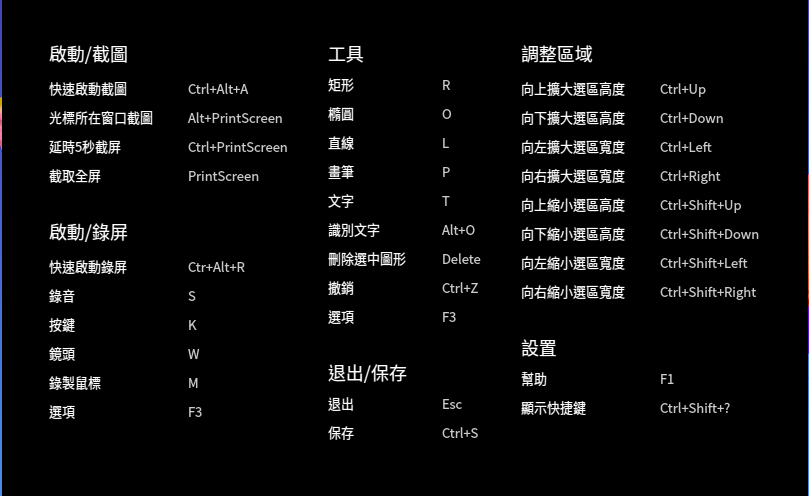 啟動/截圖
快速啟動截圖 Ctrl+Alt+A
光標所在窗口截圖 Alt+PrintScreen
延時5秒截屏 Ctrl+PrintScreen
截取全屏 PrintScreen
啟動/錄屏
快速啟動錄屏 Ctr+Alt+R
錄音 S
按鍵 K
鏡頭 W
錄製鼠標 M
選項 F3
工具
矩形 R
橢圓 O
直線 L
畫筆 P
文字 T
識別文字 Alt+O
刪除選中圖形 Delete
撤銷 Ctrl+Z
選項 F3
退出/保存
退出 Esc
保存 Ctrl+S
調整區域
向上擴大選區高度 Ctrl+Up
向下擴大選區高度 Ctrl+Down
向左擴大選區寬度 Ctrl+Left
向右擴大選區寬度 Ctrl+Right
向上縮小選區高度 Ctrl+Shift+Up
向下縮小選區高度 Ctrl+Shift+Down
向左縮小選區寬度 Ctrl+Shift+Left
向右縮小選區寬度 Ctrl+Shift+Right
設置
幫助 F1
顯示快捷鍵 Ctrl+Shift+?